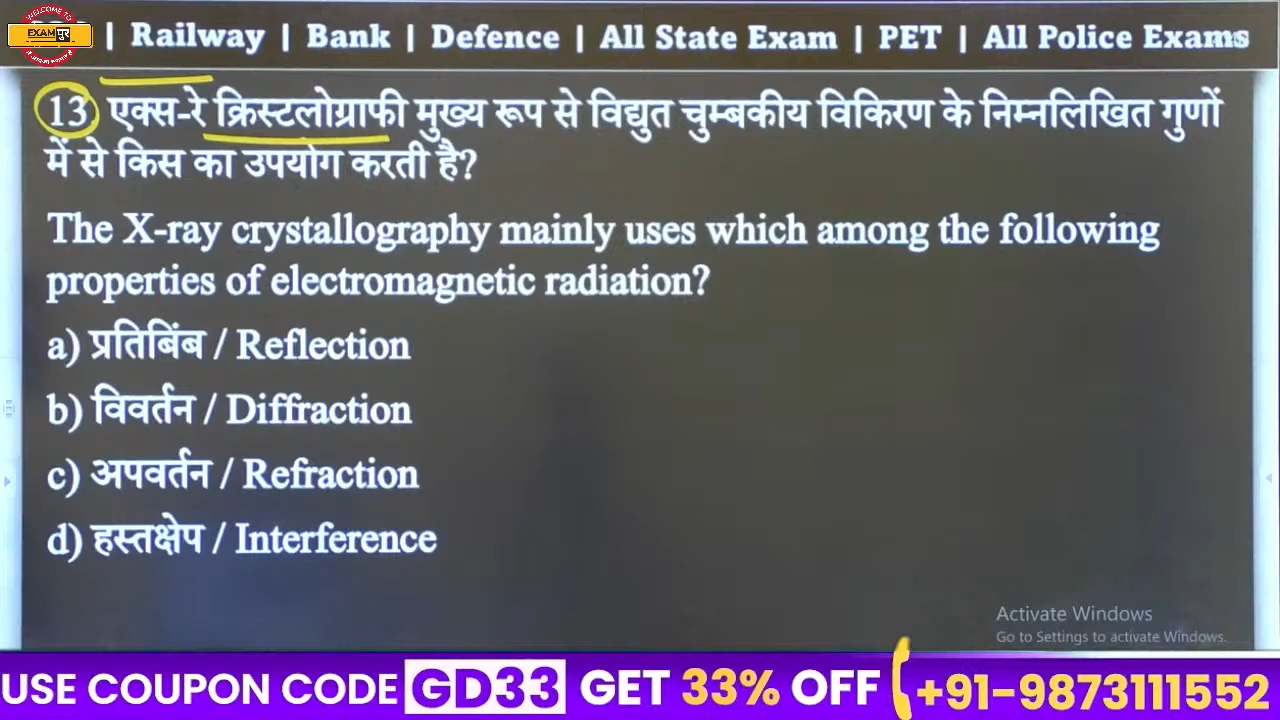 WELCOME TO
EXAM पुर
| Railway | Bank | Defence | All State Exam | PET | All Police Exams
13 एक्स-रे क्रिस्टलोग्राफी मुख्य रूप से विद्युत चुम्बकीय विकिरण के निम्नलिखित गुणों
में से किस का उपयोग करती है?
The X-ray crystallography mainly uses which among the following
properties of electromagnetic radiation?
a) प्रतिबिंब / Reflection
b) विवर्तन / Diffraction
c) अपवर्तन / Refraction
d) हस्तक्षेप / Interference
Activate Windows
Go to Settings to activate Windows.
USE COUPON CODE GD33 GET 33% OFF +91-9873111552